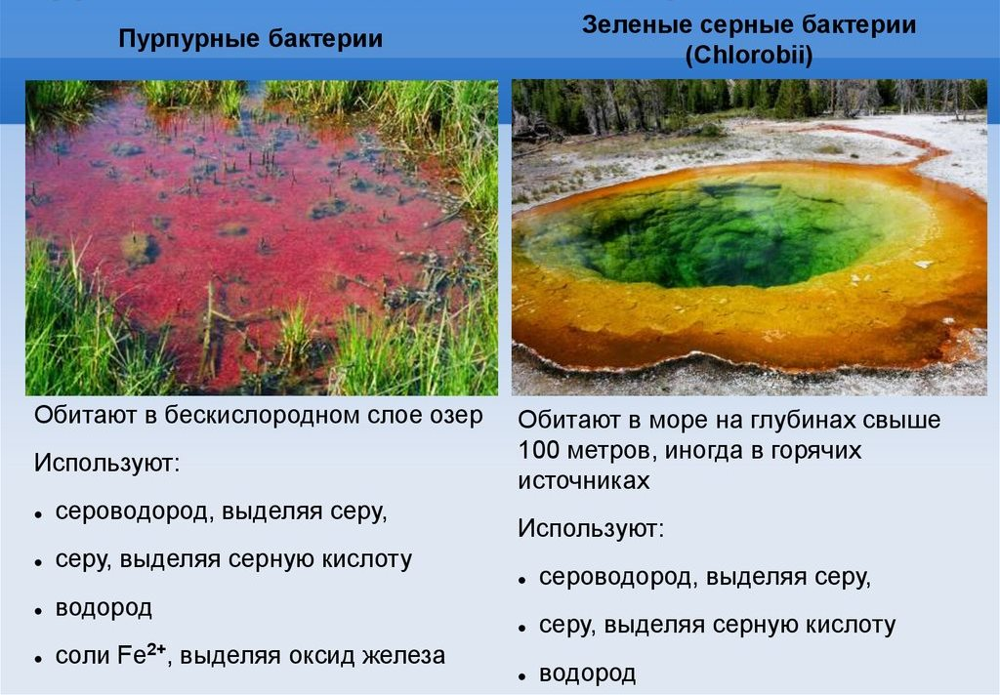 Пурпурные бактерии
Обитают в бескислородном слое озер
Используют:
● сероводород, выделяя серу,
● серу, выделяя серную кислоту
● водород
● соли Fe2+, выделяя оксид железа
Зеленые серные бактерии
(Chlorobii)
Обитают в море на глубинах свыше
100 метров, иногда в горячих
источниках
Используют:
● сероводород, выделяя серу,
● серу, выделяя серную кислоту
● водород